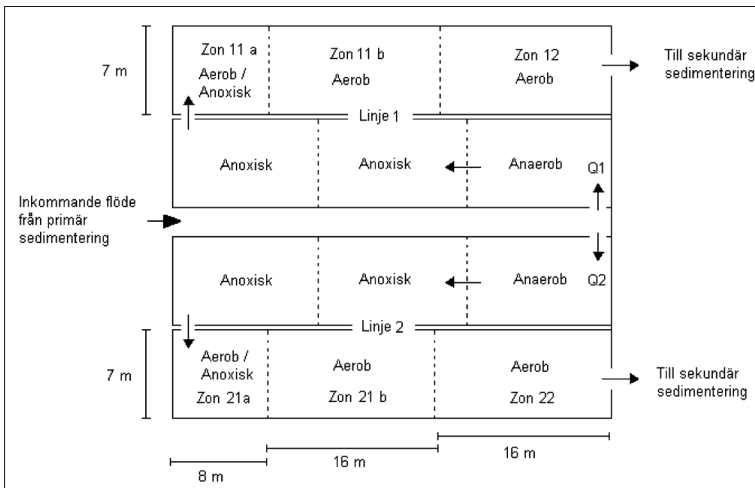 7 m
Zon 11 a
Aerob /
Anoxisk
Zon 11 b
Aerob
Zon 12
Aerob
Till sekundär
sedimentering
Linje 1
Anoxisk
Anoxisk
Anaerob
Q1
Inkommande flöde
från primär
sedimentering
Anoxisk
Anoxisk
Anaerob
Q2
Linje 2
7 m
Aerob /
Anoxisk
Zon 21a
Aerob
Zon 21 b
Aerob
Zon 22
Till sekundär
sedimentering
8 m
16 m
16 m